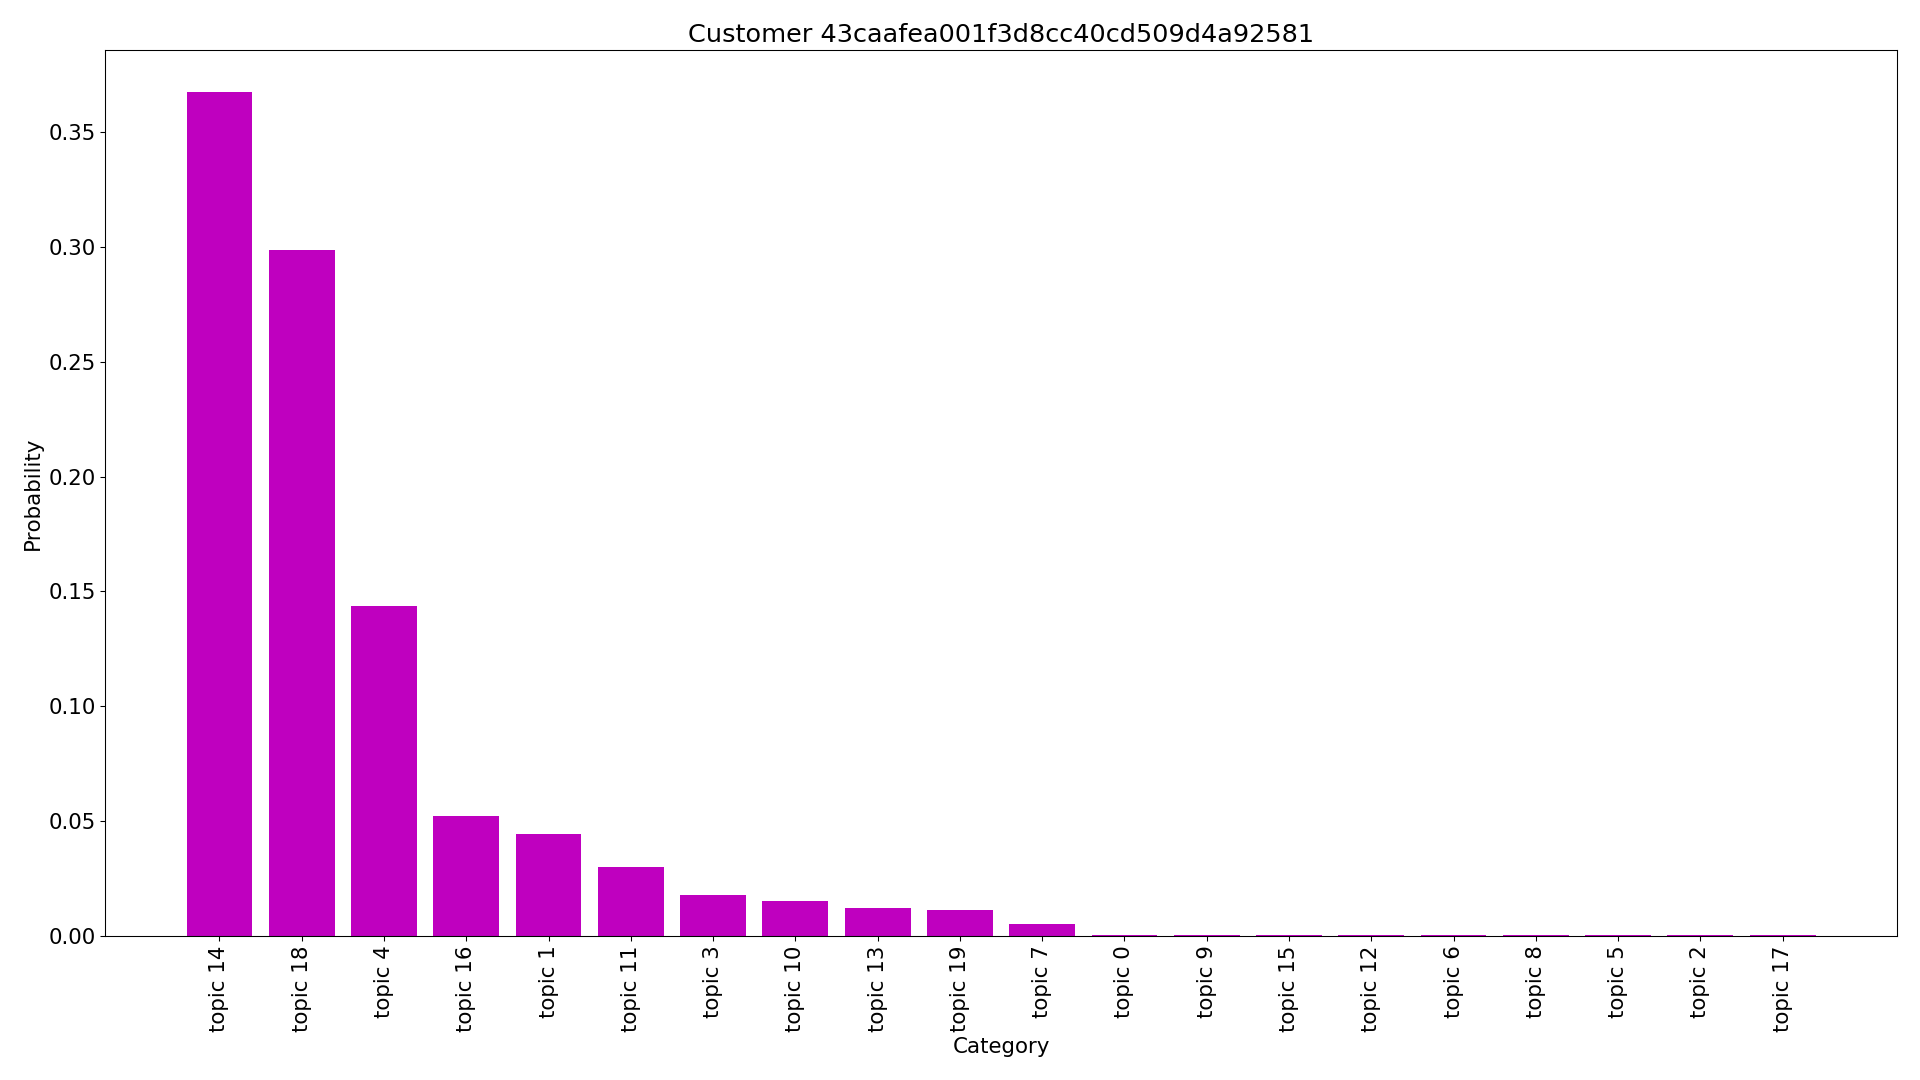 Customer 43caafea001f3d8cc40cd509d4a92581
Probability
0.35
0.30
0.25
0.20
0.15
0.10
0.05
0.00
topic 14
topic 18
topic 4
topic 16
topic 1
topic 11
topic 3
topic 10
topic 13
topic 19
topic 7
topic 0
topic 9
topic 15
topic 12
topic 6
topic 8
topic 5
topic 2
topic 17
Category